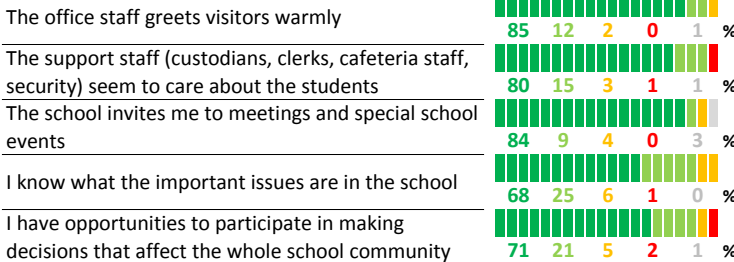 The office staff greets visitors warmly
85 12 2 0 1 %
The support staff (custodians, clerks, cafeteria staff,
security) seem to care about the students
80 15 3 1 1 %
The school invites me to meetings and special school
events
84 9 4 0 3 %
I know what the important issues are in the school
68 25 6 1 0 %
I have opportunities to participate in making
decisions that affect the whole school community
71 21 5 2 1 %